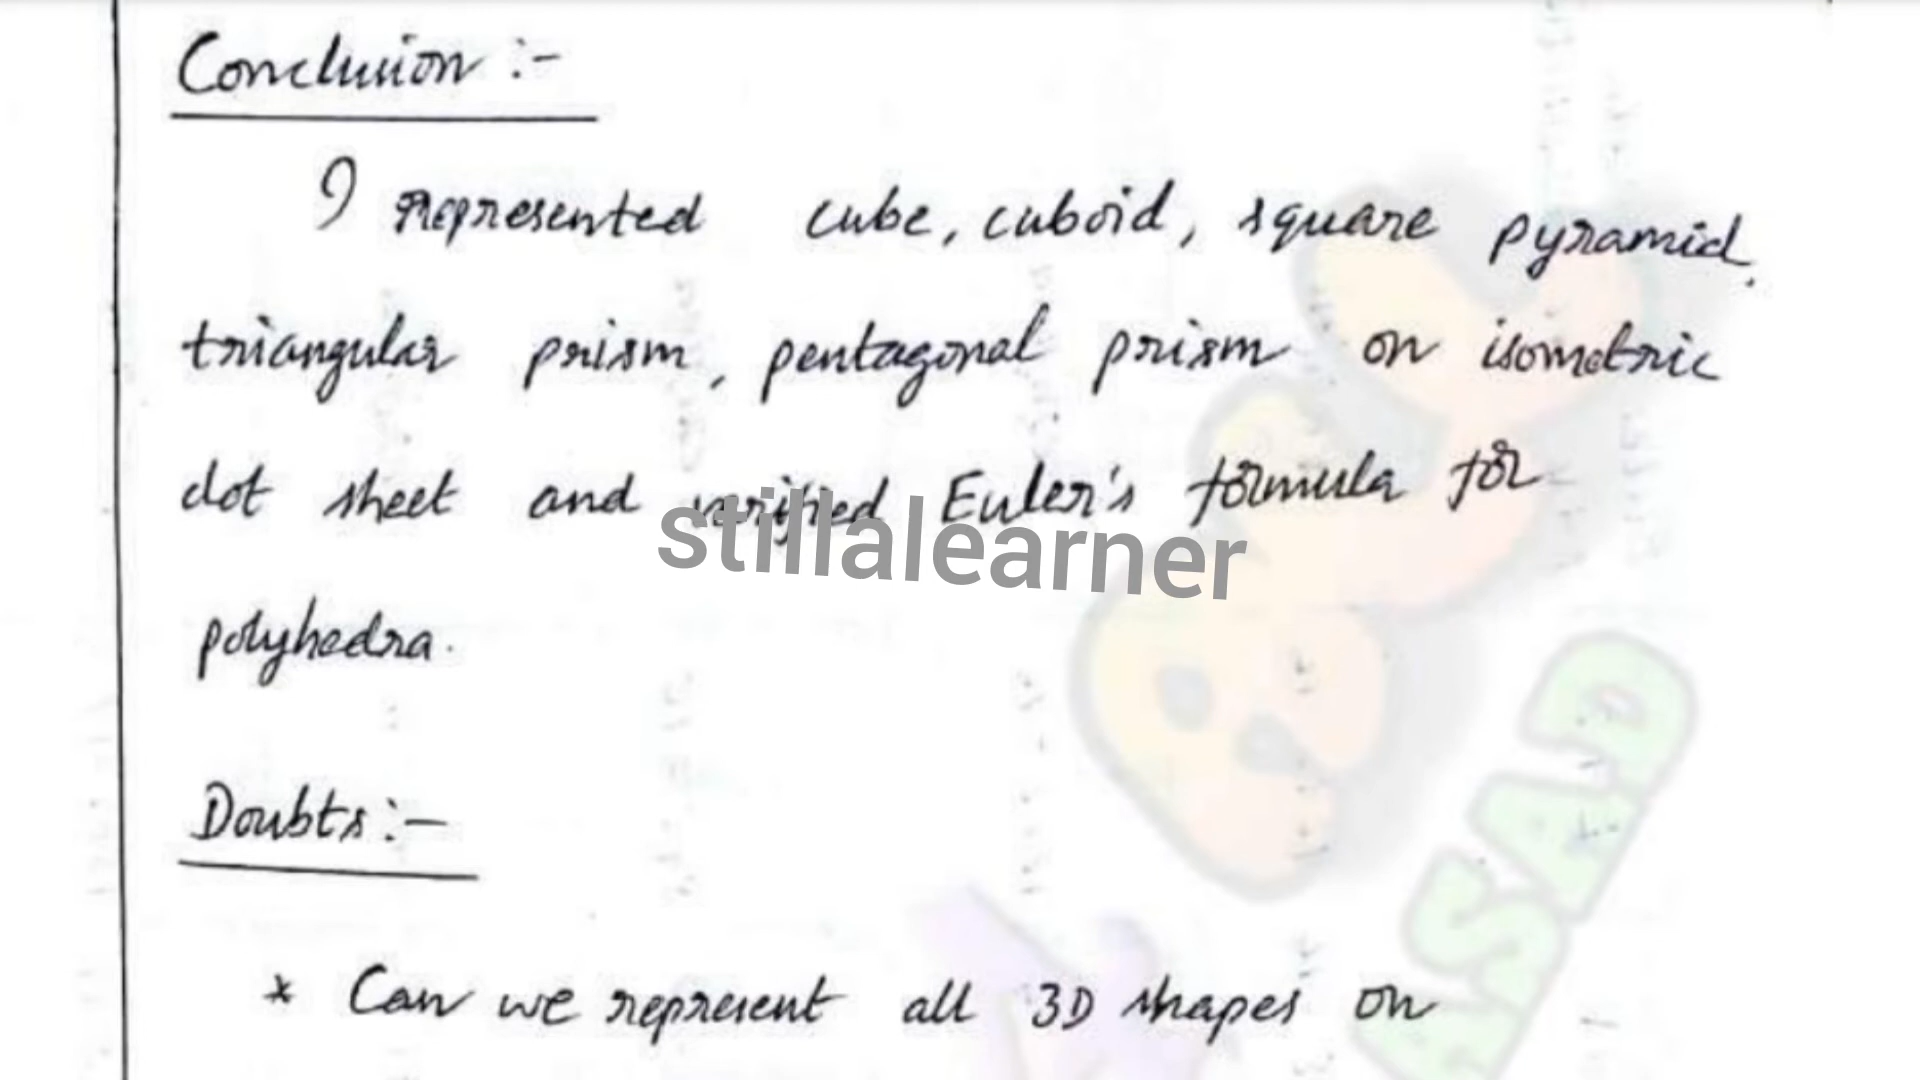 Conclusion :-
I Represented cube, cuboid, square pyramid,
triangular prism, pentagonal prism on isometric
dot sheet and verified Euler's formula for
stillalearner
polyhedra.
Doubts :-
* Can we represent all 3D shapes on
ASAD